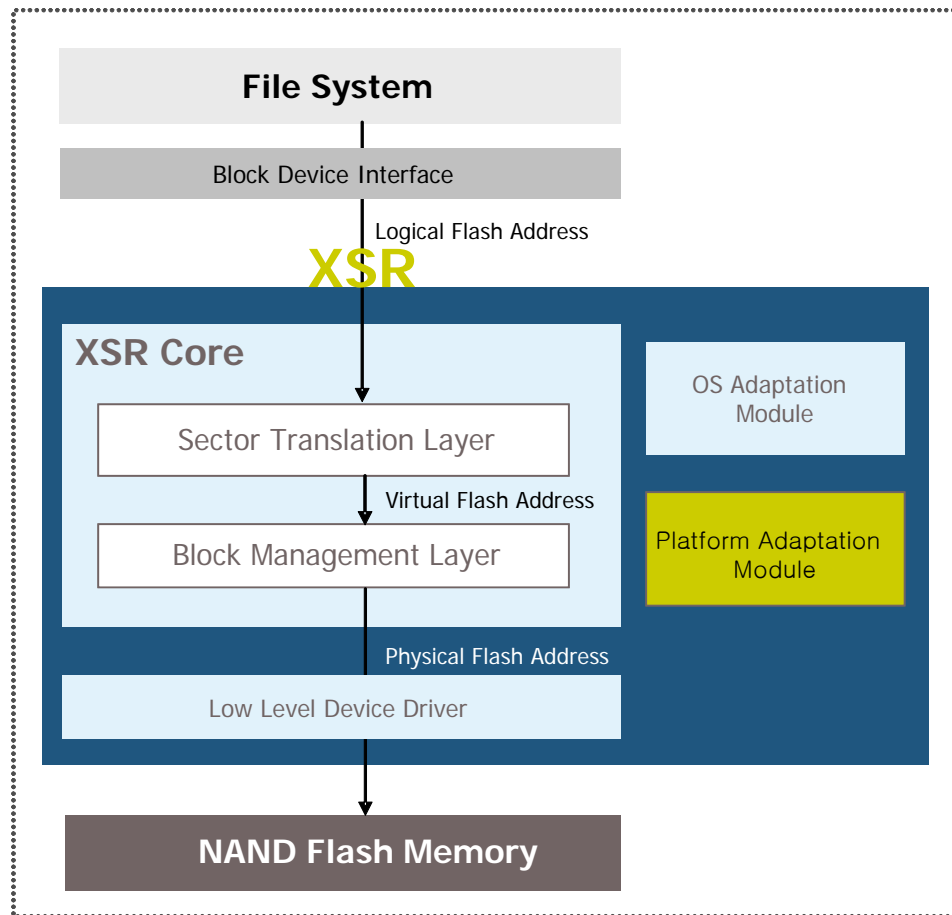 File System
Block Device Interface
Logical Flash Address
XSR
XSR Core
OS Adaptation
Module
Sector Translation Layer
Virtual Flash Address
Platform Adaptation
Module
Block Management Layer
Physical Flash Address
Low Level Device Driver
NAND Flash Memory